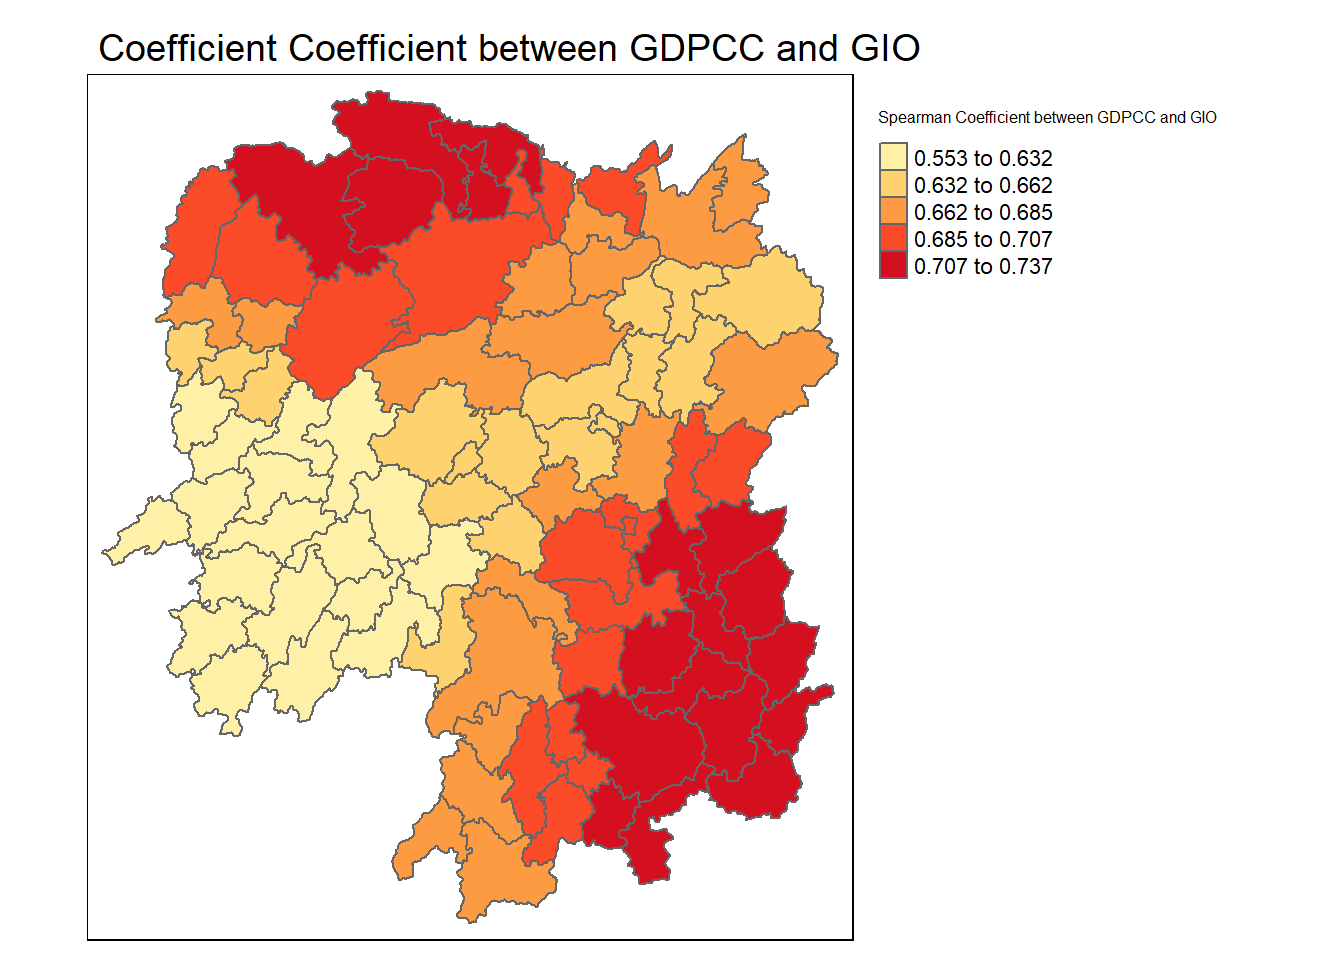 Coefficient Coefficient between GDPCC and GIO
Spearman Coefficient between GDPCC and GIO
0.553 to 0.632
0.632 to 0.662
0.662 to 0.685
0.685 to 0.707
0.707 to 0.737